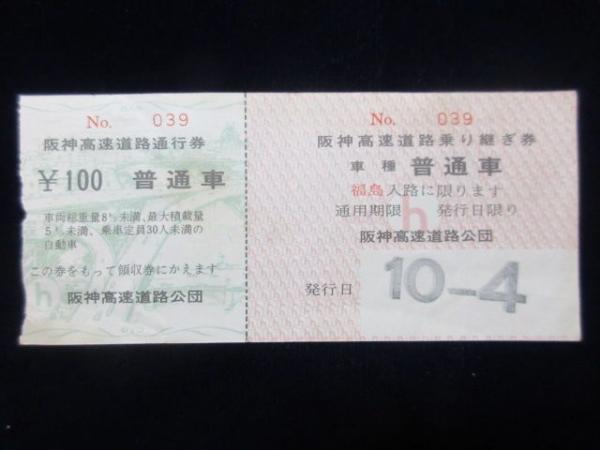 No. 039
阪神高速道路通行券
￥100 普通車
車両総重量8トン未満、最大積載量
5トン未満、乗車定員30人未満の
自動車
この券をもって領収券にかえます
阪神高速道路公団
No. 039
阪神高速道路乗り継ぎ券
車種 普通車
福島入路に限ります
通用期限 発行日限り
阪神高速道路公団
発行日 10-4